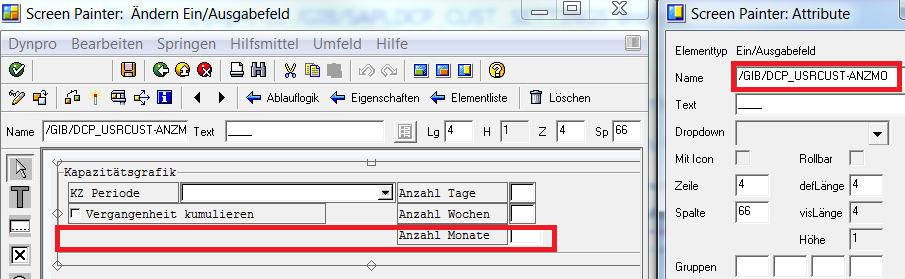 Screen Painter: Ändern Ein/Ausgabefeld
Dynpro Bearbeiten Springen Hilfsmittel Umfeld Hilfe
Ablauflogik Eigenschaften Elementliste Löschen
Name /GIB/DCP_USRCUST-ANZM Text ____ Lg 4 H 1 Z 4 Sp 66
Kapazitätsgrafik
KZ Periode Anzahl Tage
Vergangenheit kumulieren Anzahl Wochen
Anzahl Monate
Screen Painter: Attribute
Elementtyp Ein/Ausgabefeld
Name /GIB/DCP_USRCUST-ANZMO
Text ____
Dropdown
Mit Icon Rollbar
Zeile 4 defLänge 4
Spalte 66 visLänge 4
Höhe 1
Gruppen